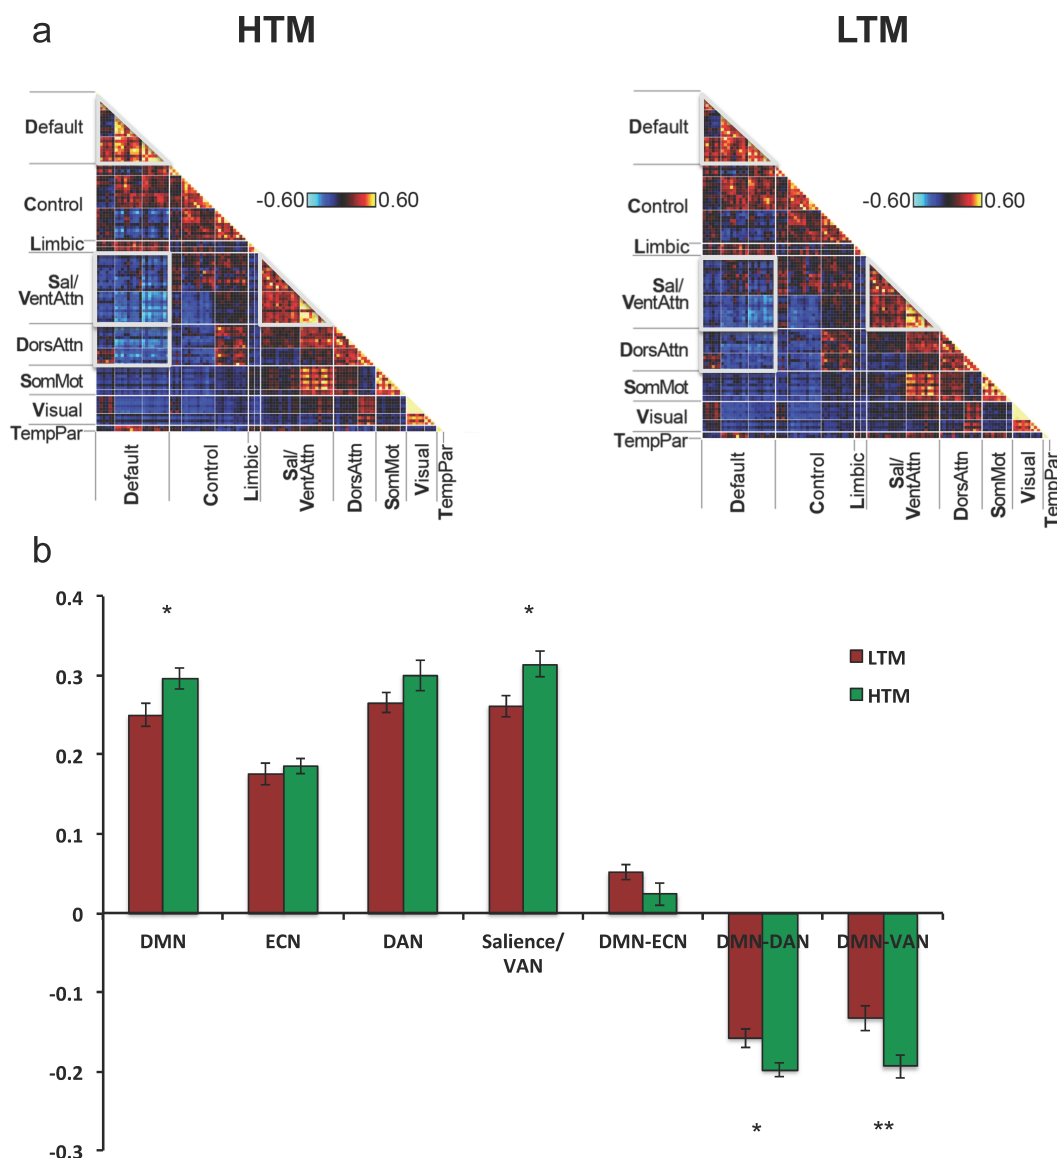 a
HTM
LTM
Default
Control
Limbic
Sal/
VentAttn
DorsAttn
SomMot
Visual
TempPar
-0.60
0.60
Default
Control
Limbic
Sal/
VentAttn
DorsAttn
SomMot
Visual
TempPar
Default
Control
Limbic
Sal/
VentAttn
DorsAttn
SomMot
Visual
TempPar
-0.60
0.60
Default
Control
Limbic
Sal/
VentAttn
DorsAttn
SomMot
Visual
TempPar
b
0.4
0.3
0.2
0.1
0
-0.1
-0.2
-0.3
*
*
LTM
HTM
DMN
ECN
DAN
Salience/
VAN
DMN-ECN
DMN-DAN
DMN-VAN
*
**